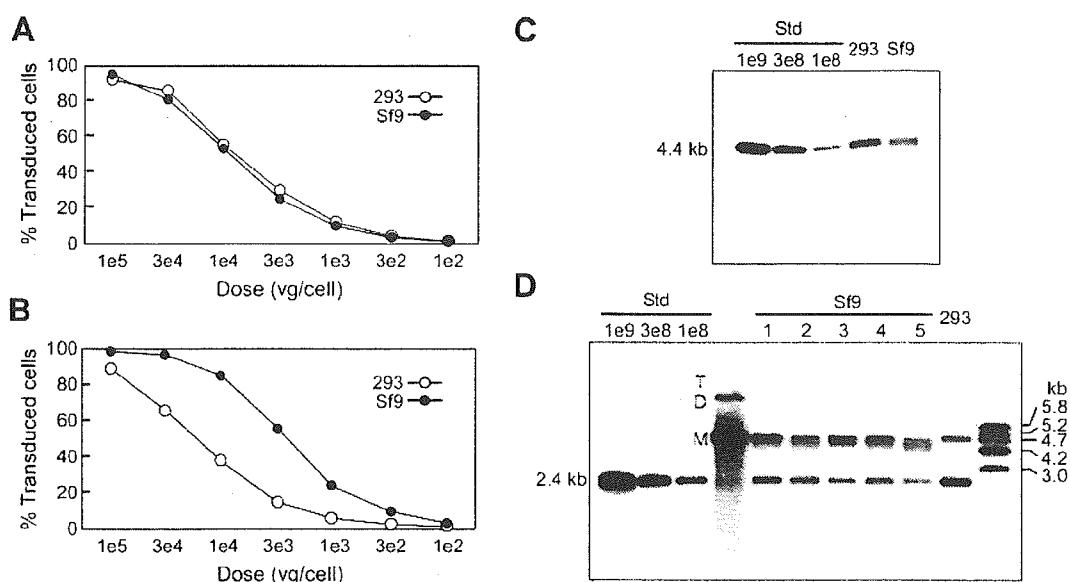 A
100
80
60
40
20
0
% Transduced cells
293
Sf9
1e5 3e4 1e4 3e3 1e3 3e2 1e2
Dose (vg/cell)
B
100
80
60
40
20
0
% Transduced cells
293
Sf9
1e5 3e4 1e4 3e3 1e3 3e2 1e2
Dose (vg/cell)
C
Std
1e9 3e8 1e8 293 Sf9
4.4 kb
D
Std Sf9
1e9 3e8 1e8 1 2 3 4 5 293
T
D
M
2.4 kb
kb
5.8
5.2
4.7
4.2
3.0